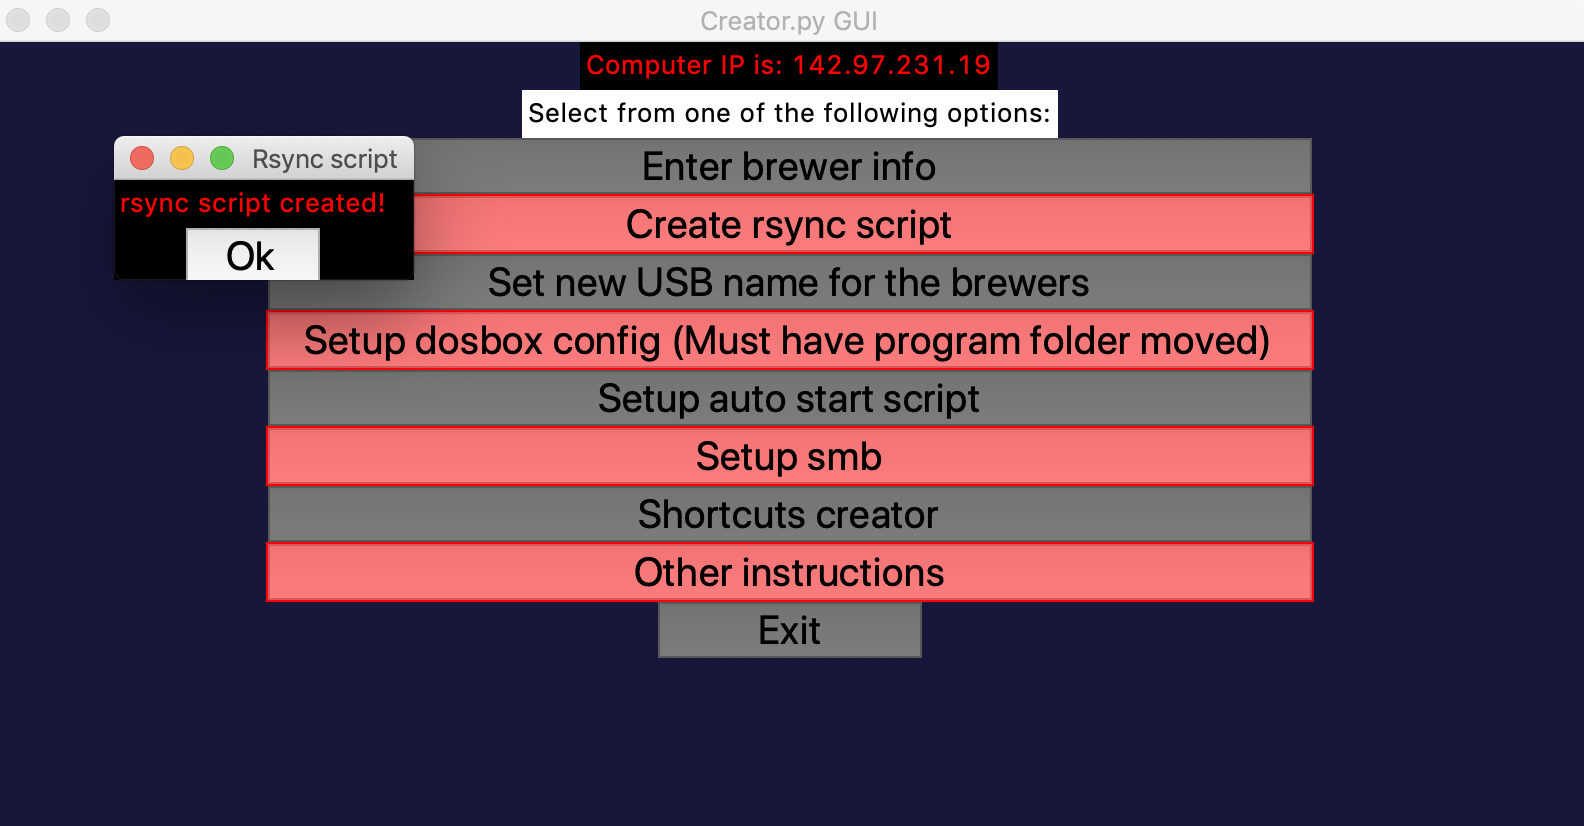 Creator.py GUI
Computer IP is: 142.97.231.19
Select from one of the following options:
Rsync script
rsync script created!
Ok
Enter brewer info
Create rsync script
Set new USB name for the brewers
Setup dosbox config (Must have program folder moved)
Setup auto start script
Setup smb
Shortcuts creator
Other instructions
Exit